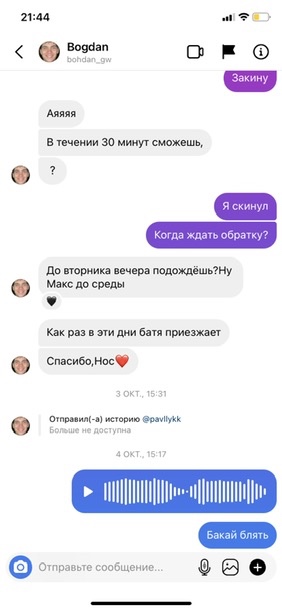 21:44
Bogdan
bohdan_gw
Закину
Аяяяя
В течении 30 минут сможешь,
?
Я скинул
Когда ждать обратку?
До вторника вечера подождёшь?Ну
Макс до среды
🖤
Как раз в эти дни батя приезжает
Спасибо,Нос❤️
3 ОКТ., 15:31
Отправил(-а) историю @pavllykk
Больше не доступна
4 ОКТ., 15:17
Бакай блять
Отправьте сообщение...